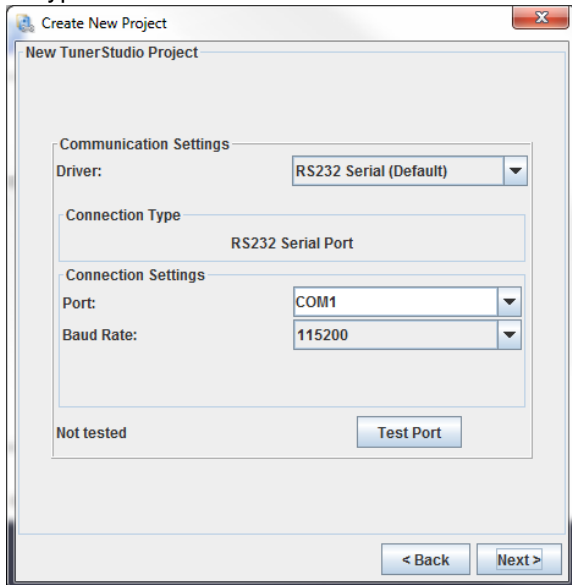 Create New Project
New TunerStudio Project
Communication Settings
Driver: RS232 Serial (Default)
Connection Type
RS232 Serial Port
Connection Settings
Port: COM1
Baud Rate: 115200
Not tested Test Port
< Back Next >